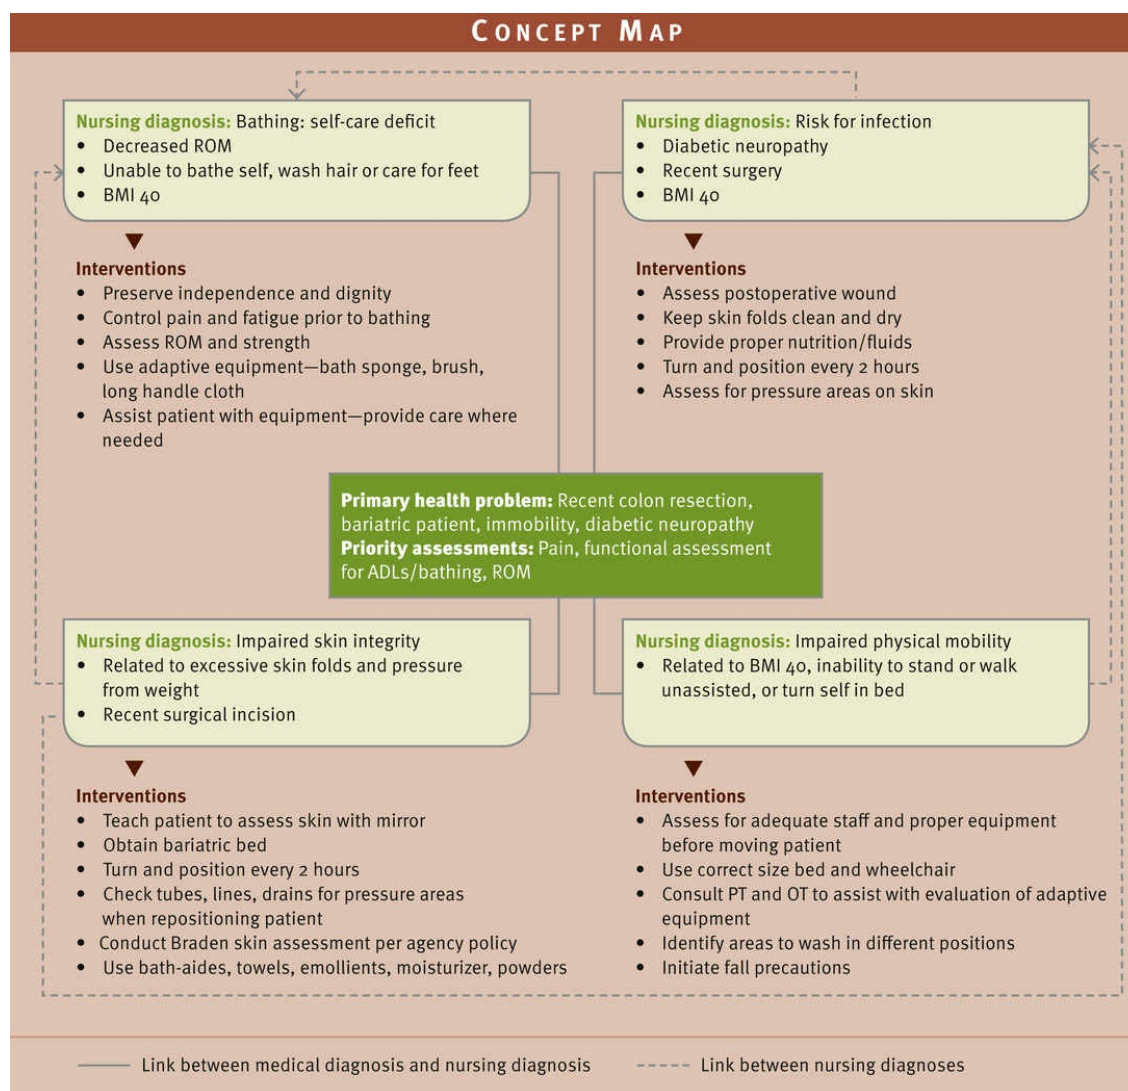 CONCEPT MAP
Nursing diagnosis: Bathing: self-care deficit
• Decreased ROM
• Unable to bathe self, wash hair or care for feet
• BMI 40
Interventions
• Preserve independence and dignity
• Control pain and fatigue prior to bathing
• Assess ROM and strength
• Use adaptive equipment—bath sponge, brush,
long handle cloth
• Assist patient with equipment—provide care where
needed
Nursing diagnosis: Risk for infection
• Diabetic neuropathy
• Recent surgery
• BMI 40
Interventions
• Assess postoperative wound
• Keep skin folds clean and dry
• Provide proper nutrition/fluids
• Turn and position every 2 hours
• Assess for pressure areas on skin
Primary health problem: Recent colon resection,
bariatric patient, immobility, diabetic neuropathy
Priority assessments: Pain, functional assessment
for ADLs/bathing, ROM
Nursing diagnosis: Impaired skin integrity
• Related to excessive skin folds and pressure
from weight
• Recent surgical incision
Interventions
• Teach patient to assess skin with mirror
• Obtain bariatric bed
• Turn and position every 2 hours
• Check tubes, lines, drains for pressure areas
when repositioning patient
• Conduct Braden skin assessment per agency policy
• Use bath-aides, towels, emollients, moisturizer, powders
Nursing diagnosis: Impaired physical mobility
• Related to BMI 40, inability to stand or walk
unassisted, or turn self in bed
Interventions
• Assess for adequate staff and proper equipment
before moving patient
• Use correct size bed and wheelchair
• Consult PT and OT to assist with evaluation of adaptive
equipment
• Identify areas to wash in different positions
• Initiate fall precautions
Link between medical diagnosis and nursing diagnosis
Link between nursing diagnoses